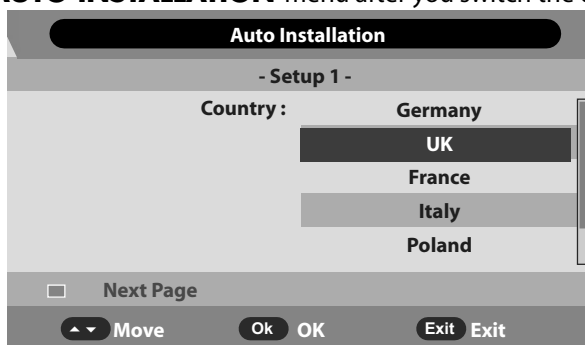 AUTO INSTALLATION menu after you switch the
Auto Installation
- Setup 1 -
Country : Germany
UK
France
Italy
Poland
Next Page
Move Ok OK Exit Exit